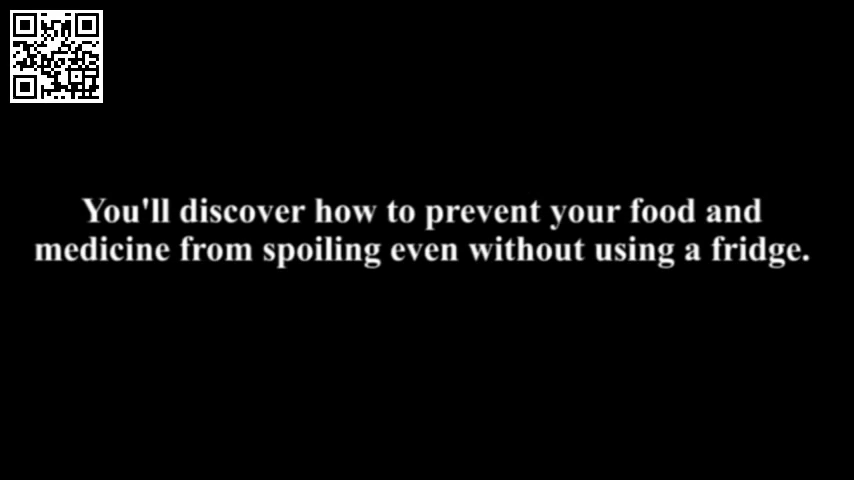 You'll discover how to prevent your food and
medicine from spoiling even without using a fridge.